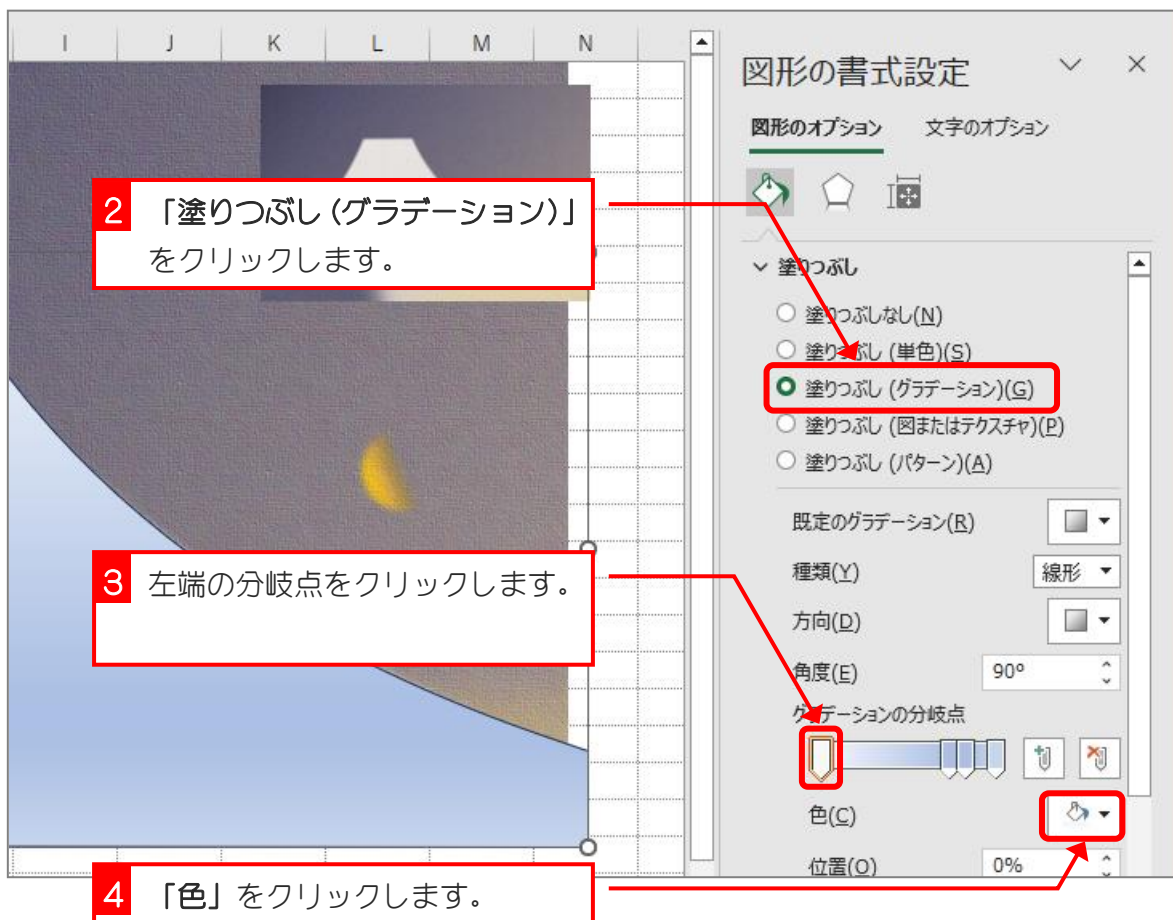 I J K L M N
図形の書式設定
図形のオプション 文字のオプション
2 「塗りつぶし(グラデーション)」
をクリックします。
塗りつぶし
塗りつぶしなし(N)
塗りつぶし (単色)(S)
塗りつぶし (グラデーション)(G)
塗りつぶし (図またはテクスチャ)(P)
塗りつぶし (パターン)(A)
既定のグラデーション(R)
3 左端の分岐点をクリックします。
種類(Y) 線形
方向(D)
角度(E) 90°
グラデーションの分岐点
色(C)
位置(O) 0%
4 「色」をクリックします。